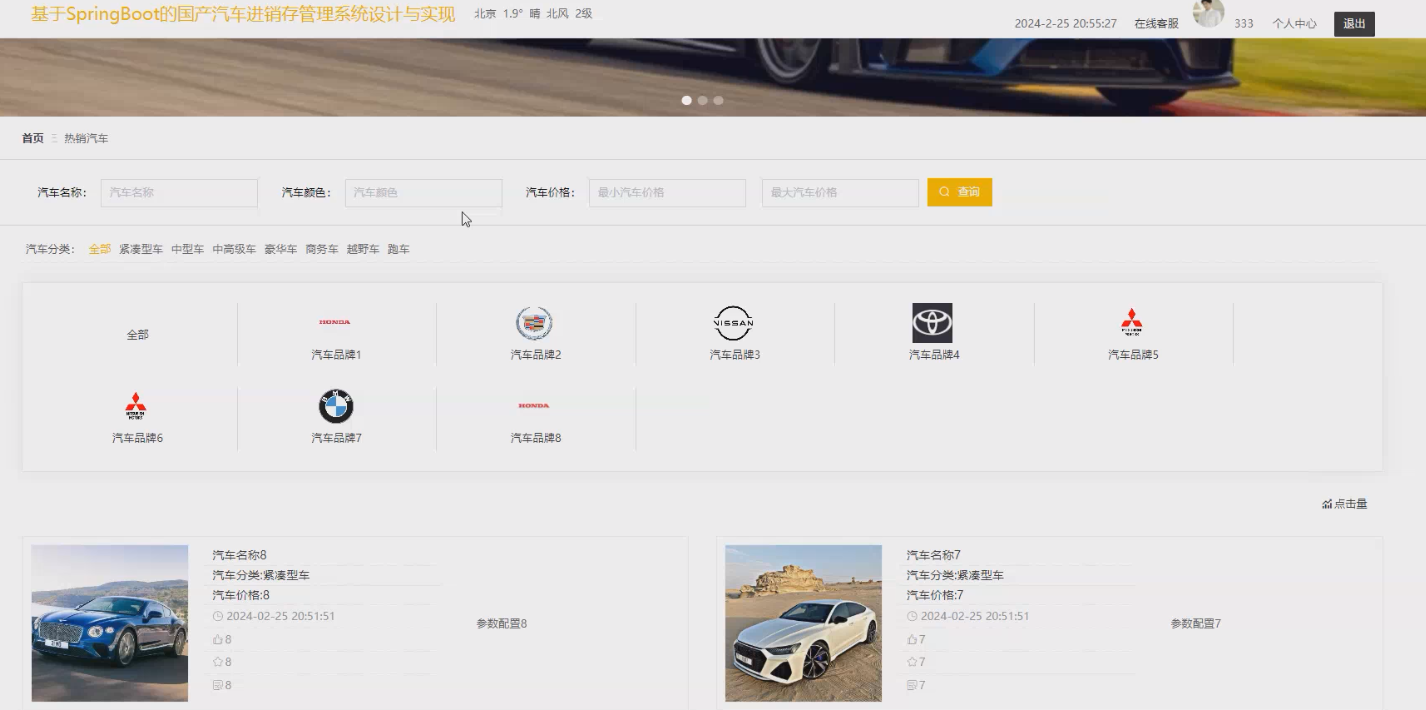 基于SpringBoot的国产汽车进销存管理系统设计与实现 北京 1.9° 晴 北风 2级
2024-2-25 20:55:27 在线客服 333 个人中心 退出
首页 热销汽车
汽车名称: 汽车名称 汽车颜色: 汽车颜色 汽车价格: 最小汽车价格 最大汽车价格 查询
汽车分类: 全部 紧凑型车 中型车 中高级车 豪华车 商务车 越野车 跑车
全部
HONDA
NISSAN
汽车品牌1 汽车品牌2 汽车品牌3 汽车品牌4 汽车品牌5
BMW
HONDA
汽车品牌6 汽车品牌7 汽车品牌8
点击量
汽车名称8
汽车分类:紧凑型车
汽车价格:8
2024-02-25 20:51:51
8
8
8
参数配置8
汽车名称7
汽车分类:紧凑型车
汽车价格:7
2024-02-25 20:51:51
7
7
7
参数配置7